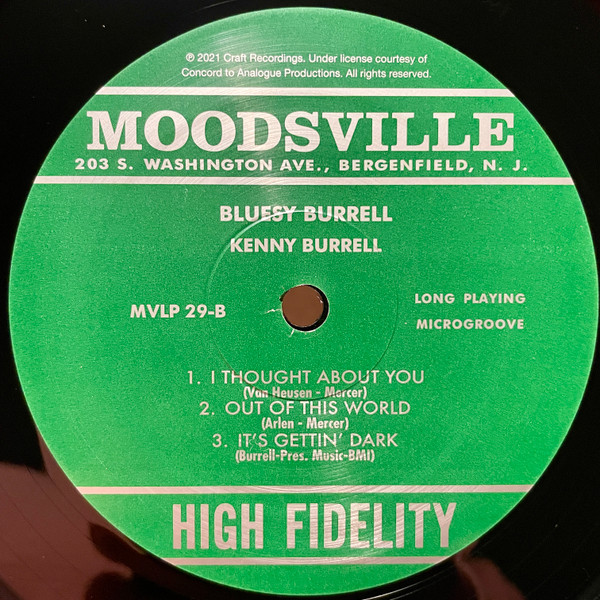 ℗ 2021 Craft Recordings. Under license courtesy of
Concord to Analogue Productions. All rights reserved.
MOODSVILLE
203 S. WASHINGTON AVE., BERGENFIELD, N. J.
BLUESY BURRELL
KENNY BURRELL
MVLP 29-B
LONG PLAYING
MICROGROOVE
1. I THOUGHT ABOUT YOU
(Van Heusen - Mercer)
2. OUT OF THIS WORLD
(Arlen - Mercer)
3. IT'S GETTIN' DARK
(Burrell-Pres. Music-BMI)
HIGH FIDELITY